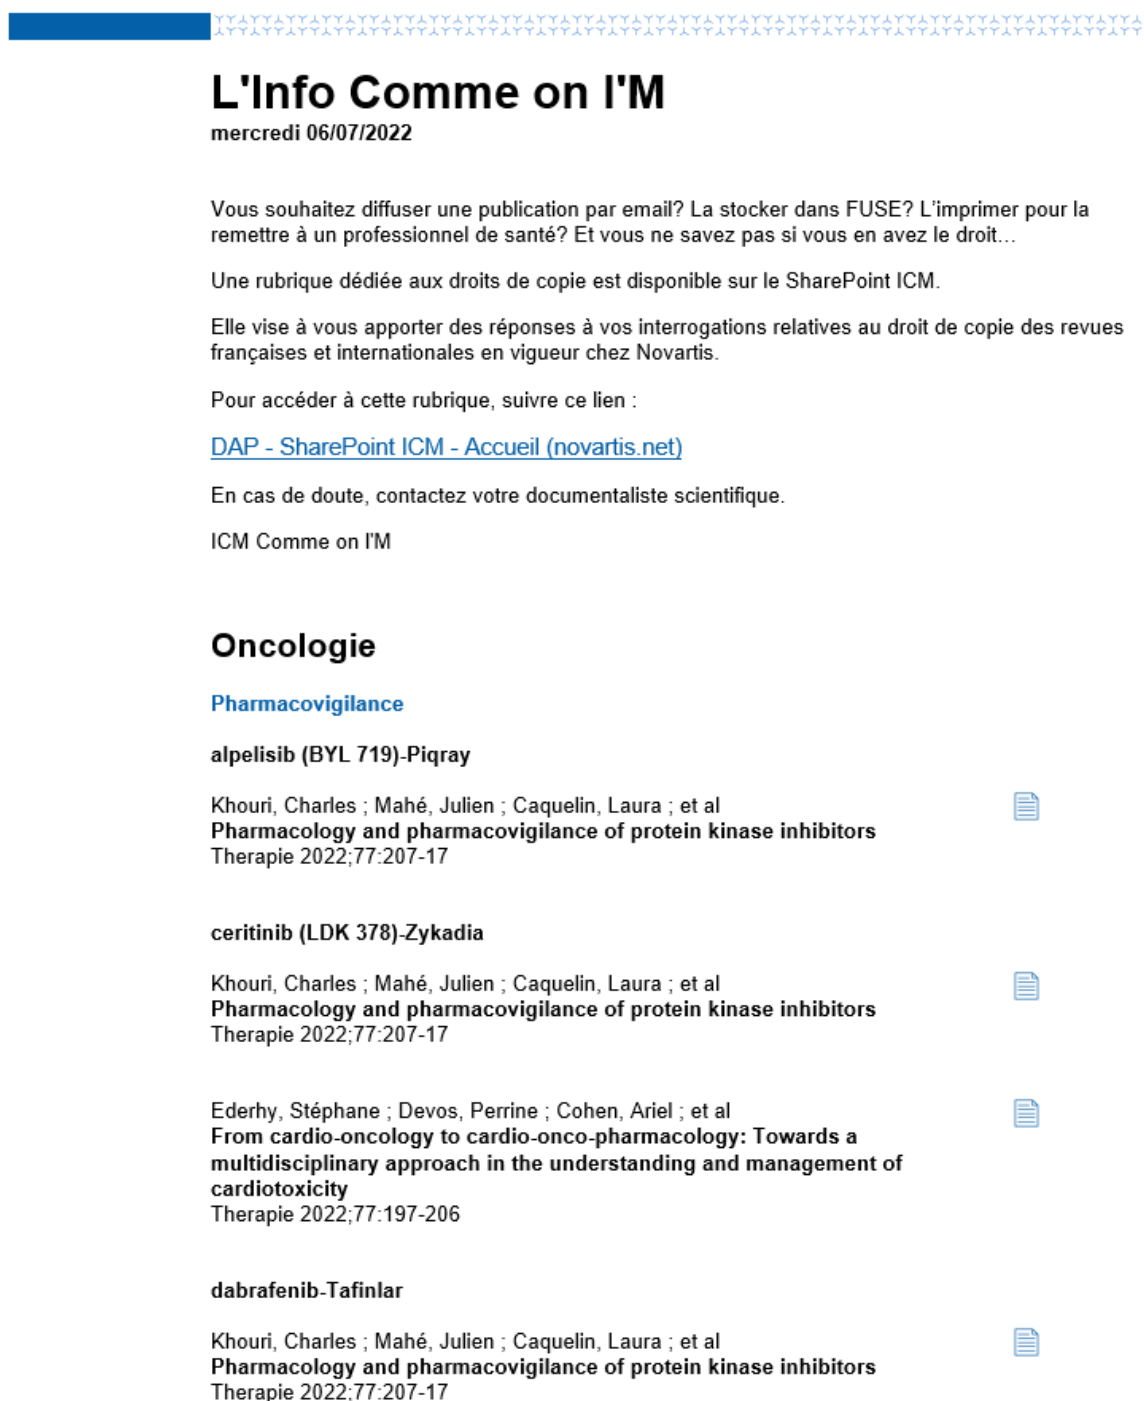 L'Info Comme on I'M
mercredi 06/07/2022
Vous souhaitez diffuser une publication par email? La stocker dans FUSE? L'imprimer pour la
remettre à un professionnel de santé? Et vous ne savez pas si vous en avez le droit…
Une rubrique dédiée aux droits de copie est disponible sur le SharePoint ICM.
Elle vise à vous apporter des réponses à vos interrogations relatives au droit de copie des revues
françaises et internationales en vigueur chez Novartis.
Pour accéder à cette rubrique, suivre ce lien :
DAP - SharePoint ICM - Accueil (novartis.net)
En cas de doute, contactez votre documentaliste scientifique.
ICM Comme on I'M
Oncologie
Pharmacovigilance
alpelisib (BYL 719)-Piqray
Khouri, Charles ; Mahé, Julien ; Caquelin, Laura ; et al
Pharmacology and pharmacovigilance of protein kinase inhibitors
Therapie 2022;77:207-17
ceritinib (LDK 378)-Zykadia
Khouri, Charles ; Mahé, Julien ; Caquelin, Laura ; et al
Pharmacology and pharmacovigilance of protein kinase inhibitors
Therapie 2022;77:207-17
Ederhy, Stéphane ; Devos, Perrine ; Cohen, Ariel ; et al
From cardio-oncology to cardio-onco-pharmacology: Towards a
multidisciplinary approach in the understanding and management of
cardiotoxicity
Therapie 2022;77:197-206
dabrafenib-Tafinlar
Khouri, Charles ; Mahé, Julien ; Caquelin, Laura ; et al
Pharmacology and pharmacovigilance of protein kinase inhibitors
Therapie 2022;77:207-17